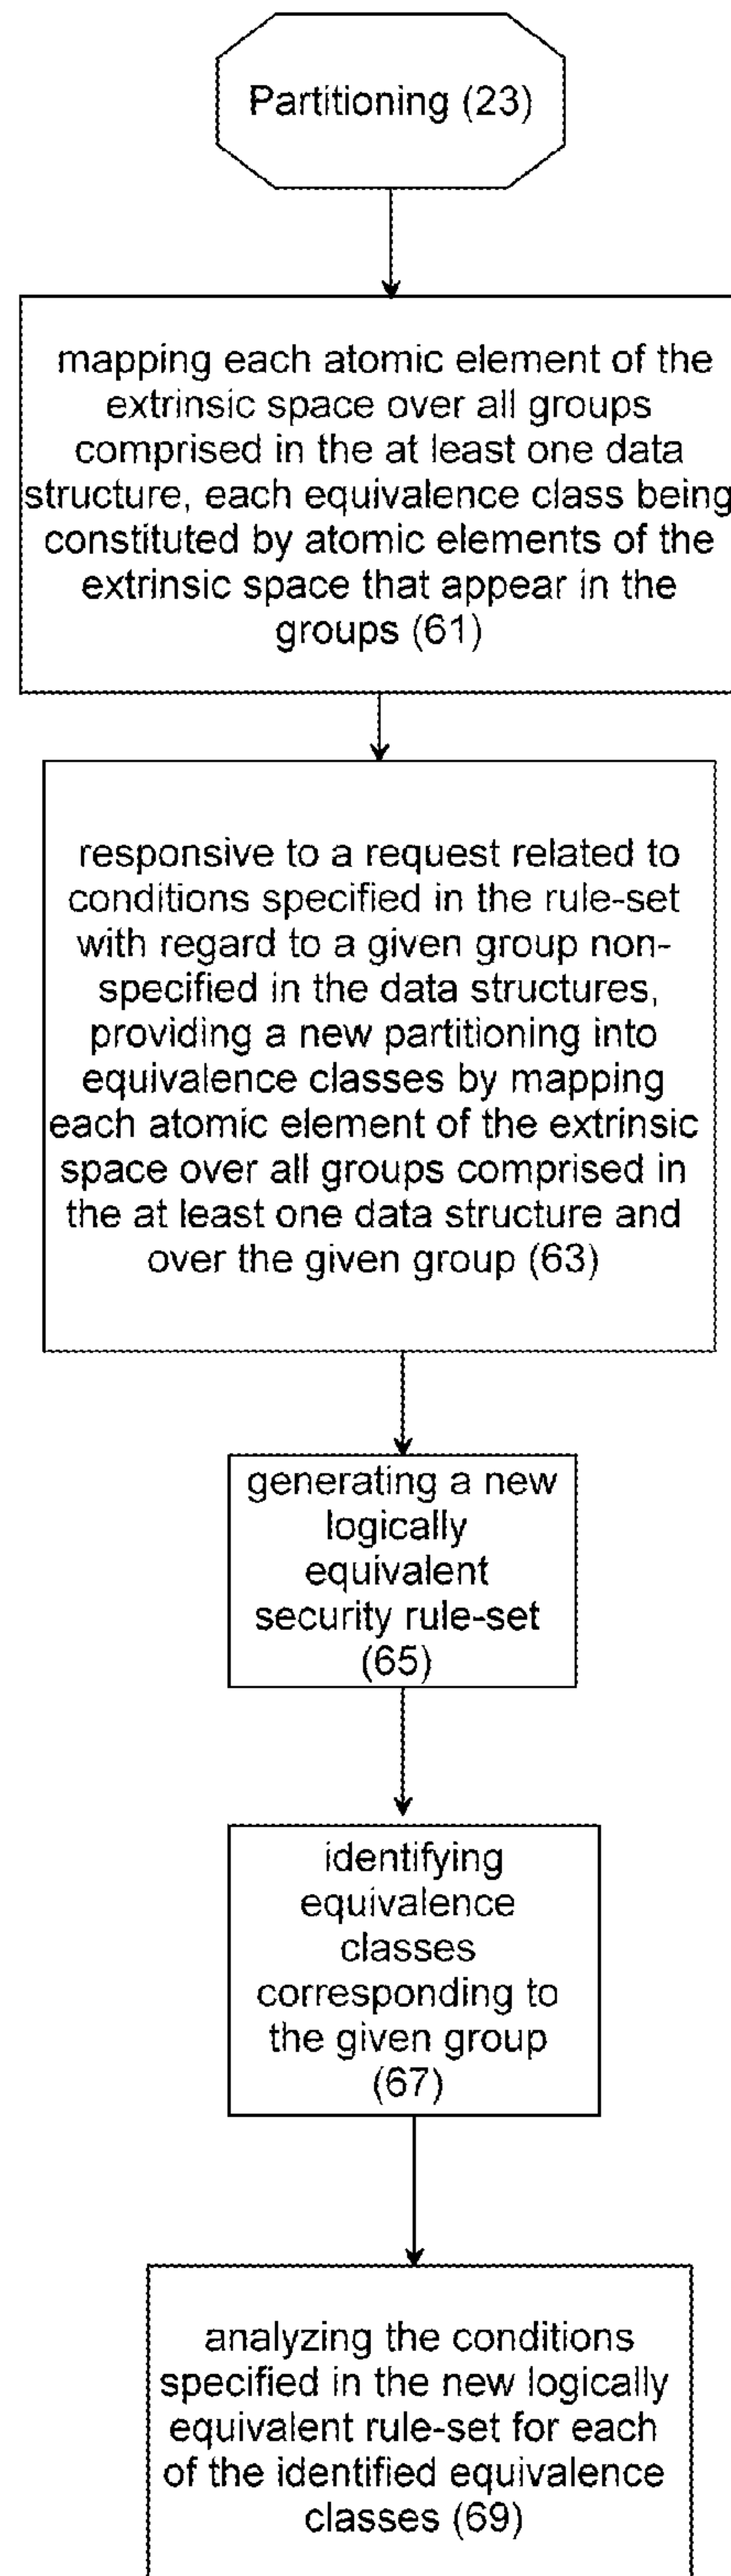 Partitioning (23)
mapping each atomic element of the
extrinsic space over all groups
comprised in the at least one data
structure, each equivalence class being
constituted by atomic elements of the
extrinsic space that appear in the
groups (61)
responsive to a request related to
conditions specified in the rule-set
with regard to a given group non-
specified in the data structures,
providing a new partitioning into
equivalence classes by mapping
each atomic element of the extrinsic
space over all groups comprised in
the at least one data structure and
over the given group (63)
generating a new
logically
equivalent
security rule-set
(65)
identifying
equivalence
classes
corresponding to
the given group
(67)
analyzing the conditions
specified in the new logically
equivalent rule-set for each
of the identified equivalence
classes (69)